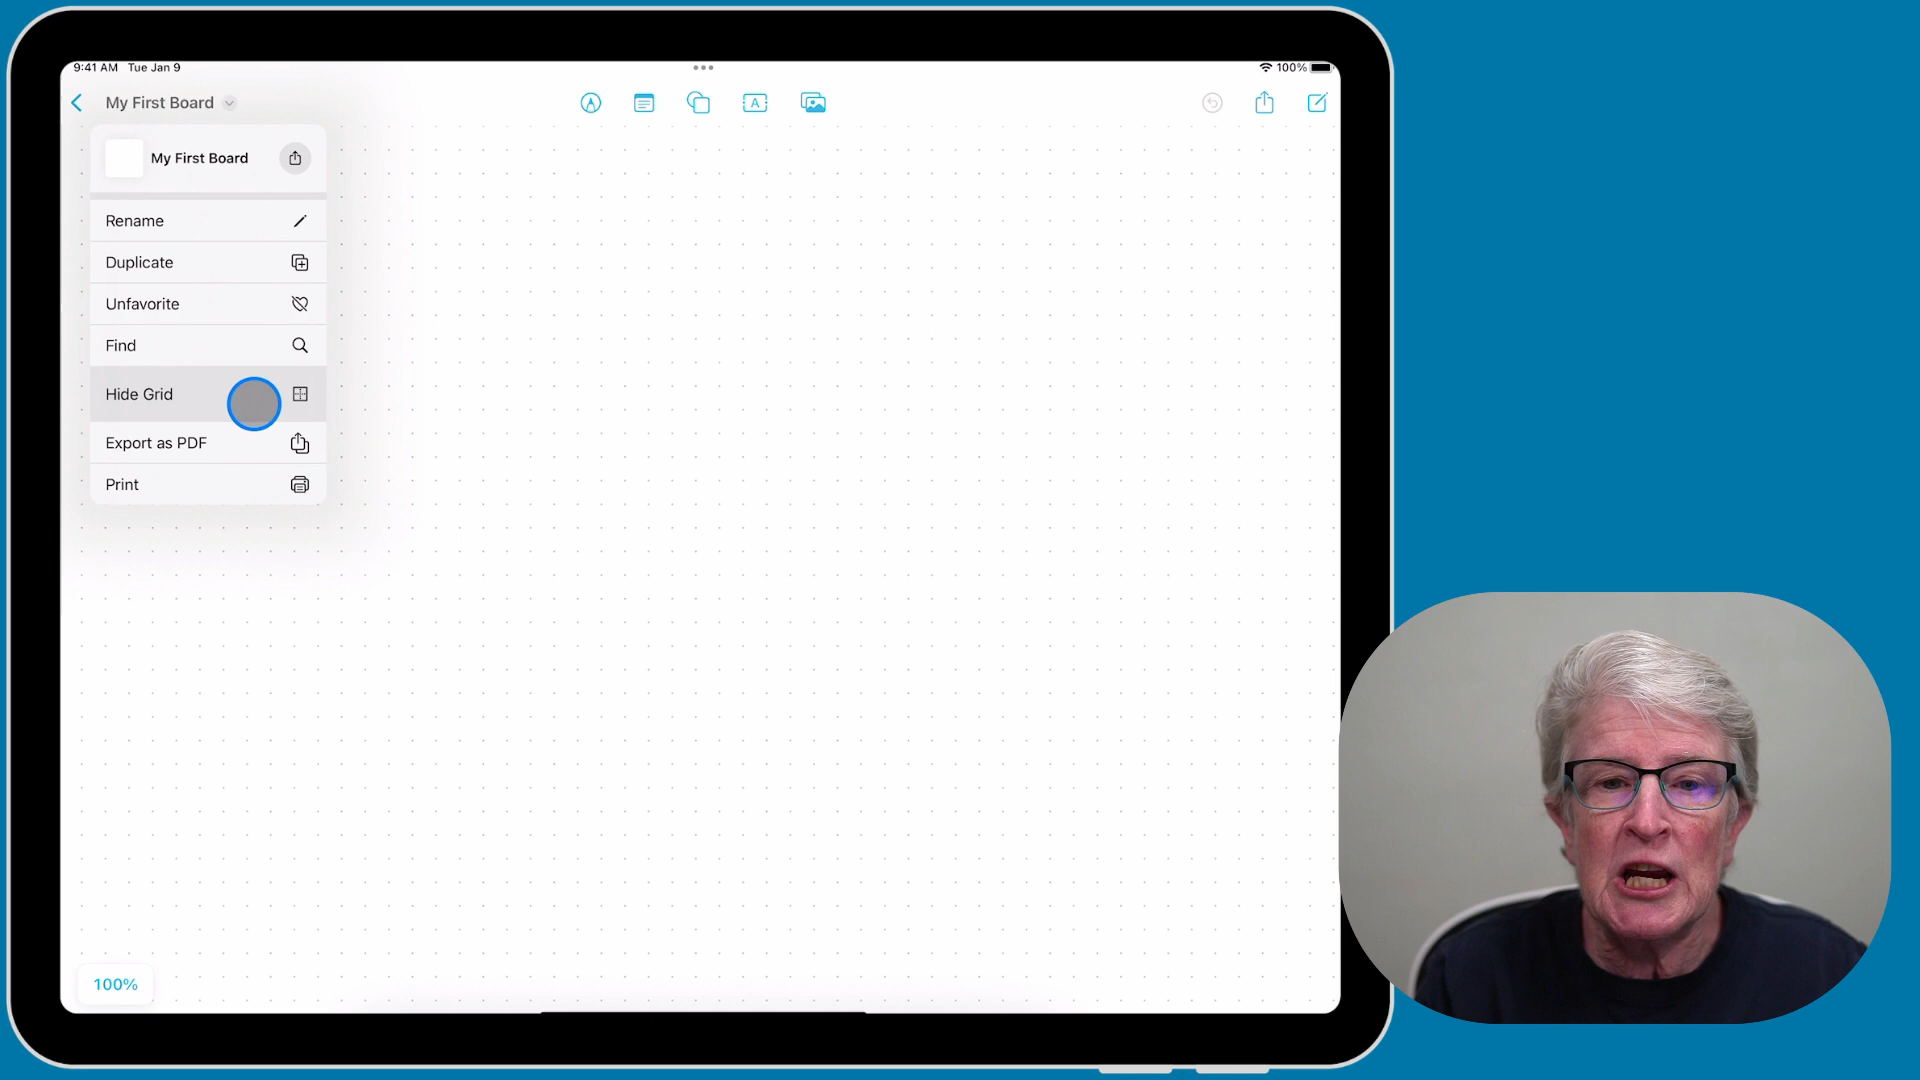 9:41 AM Tue Jan 9
100%
My First Board
A
My First Board
Rename
Duplicate
Unfavorite
Find
Hide Grid
Export as PDF
Print
100%